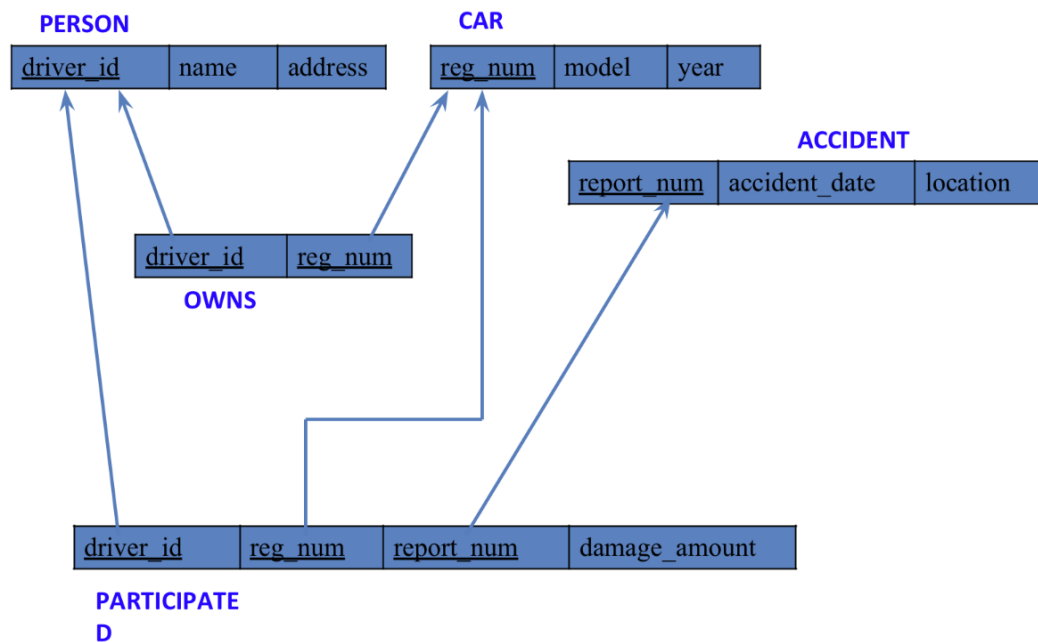 PERSON
CAR
driver_id name address
reg_num model year
ACCIDENT
report_num accident_date location
driver_id reg_num
OWNS
driver_id reg_num report_num damage_amount
PARTICIPATE
D